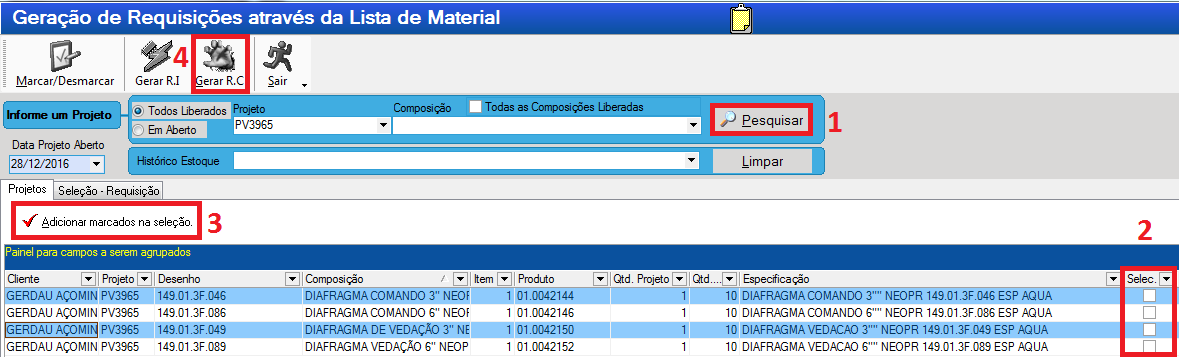 Geração de Requisições através da Lista de Material
4
Marcar/Desmarcar Gerar R.I Gerar R.C Sair
Informe um Projeto Todos Liberados Em Aberto Projeto Composição Todas as Composições Liberadas
PV3965 Pesquisar 1
Data Projeto Aberto
28/12/2016 Histórico Estoque Limpar
Projetos Seleção - Requisição
Adicionar marcados na seleção. 3
2
Painel para campos a serem agrupados
Cliente Projeto Desenho Composição Item Produto Qtd. Projeto Qtd.... Especificação Selec.
GERDAU AÇOMIN PV3965 149.01.3F.046 DIAFRAGMA COMANDO 3" NEOF 1 01.0042144 1 10 DIAFRAGMA COMANDO 3"" NEOPR 149.01.3F.046 ESP AQUA
GERDAU AÇOMIN PV3965 149.01.3F.086 DIAFRAGMA COMANDO 6" NEOF 1 01.0042146 1 10 DIAFRAGMA COMANDO 6"" NEOPR 149.01.3F.086 ESP AQUA
GERDAU AÇOMIN PV3965 149.01.3F.049 DIAFRAGMA DE VEDAÇÃO 3" NE 1 01.0042150 1 10 DIAFRAGMA VEDACAO 3"" NEOPR 149.01.3F.049 ESP AQUA
GERDAU AÇOMIN PV3965 149.01.3F.089 DIAFRAGMA VEDAÇÃO 6" NEOP 1 01.0042152 1 10 DIAFRAGMA VEDACAO 6"" NEOPR 149.01.3F.089 ESP AQUA